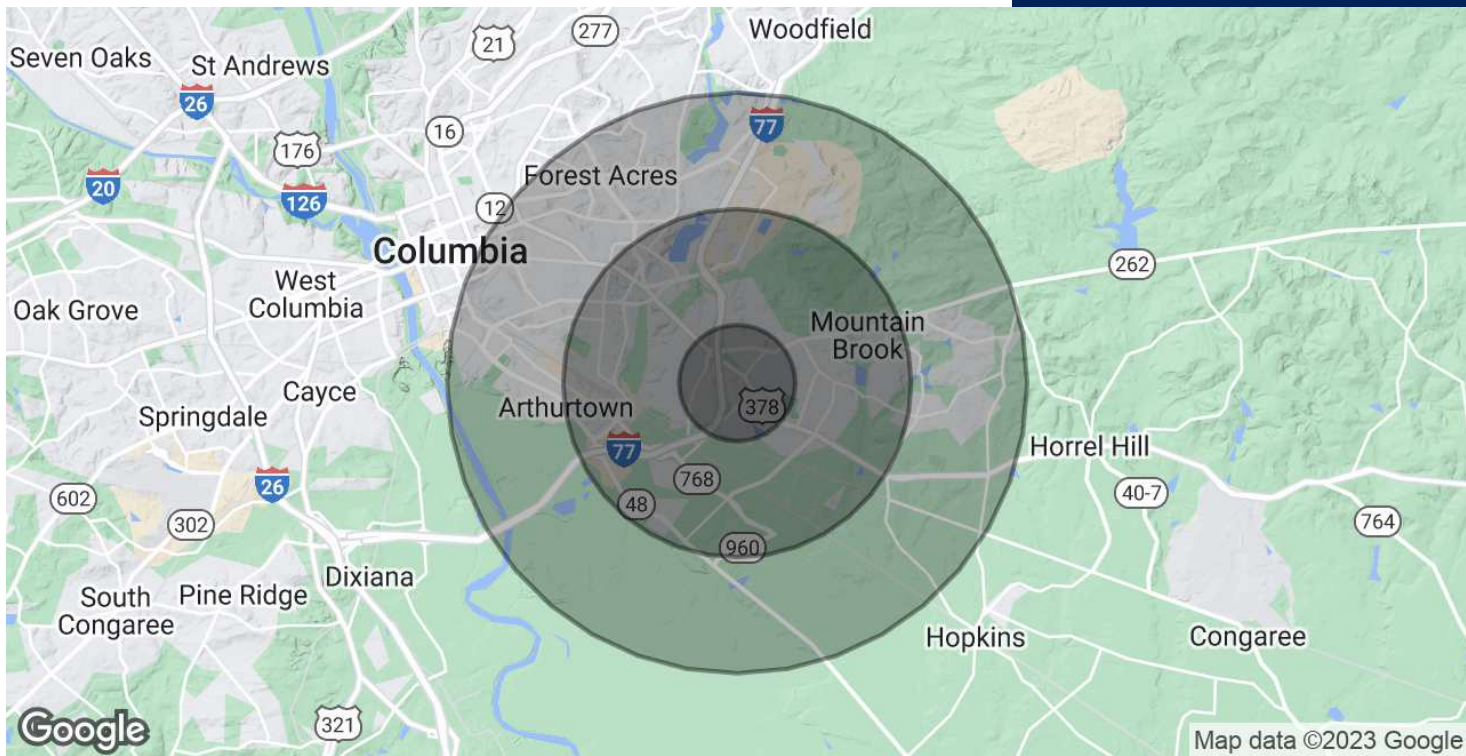 Woodfield
277
21
Seven Oaks
St Andrews
26
77
16
176
Forest Acres
20
126
12
Columbia
262
West
Columbia
Oak Grove
Mountain
Brook
Cayce
Arthurtown
378
Springdale
77
Horrel Hill
26
768
602
48
40-7
302
764
960
Dixiana
South
Congaree
Pine Ridge
Hopkins
Congaree
321
Google
Map data ©2023 Google